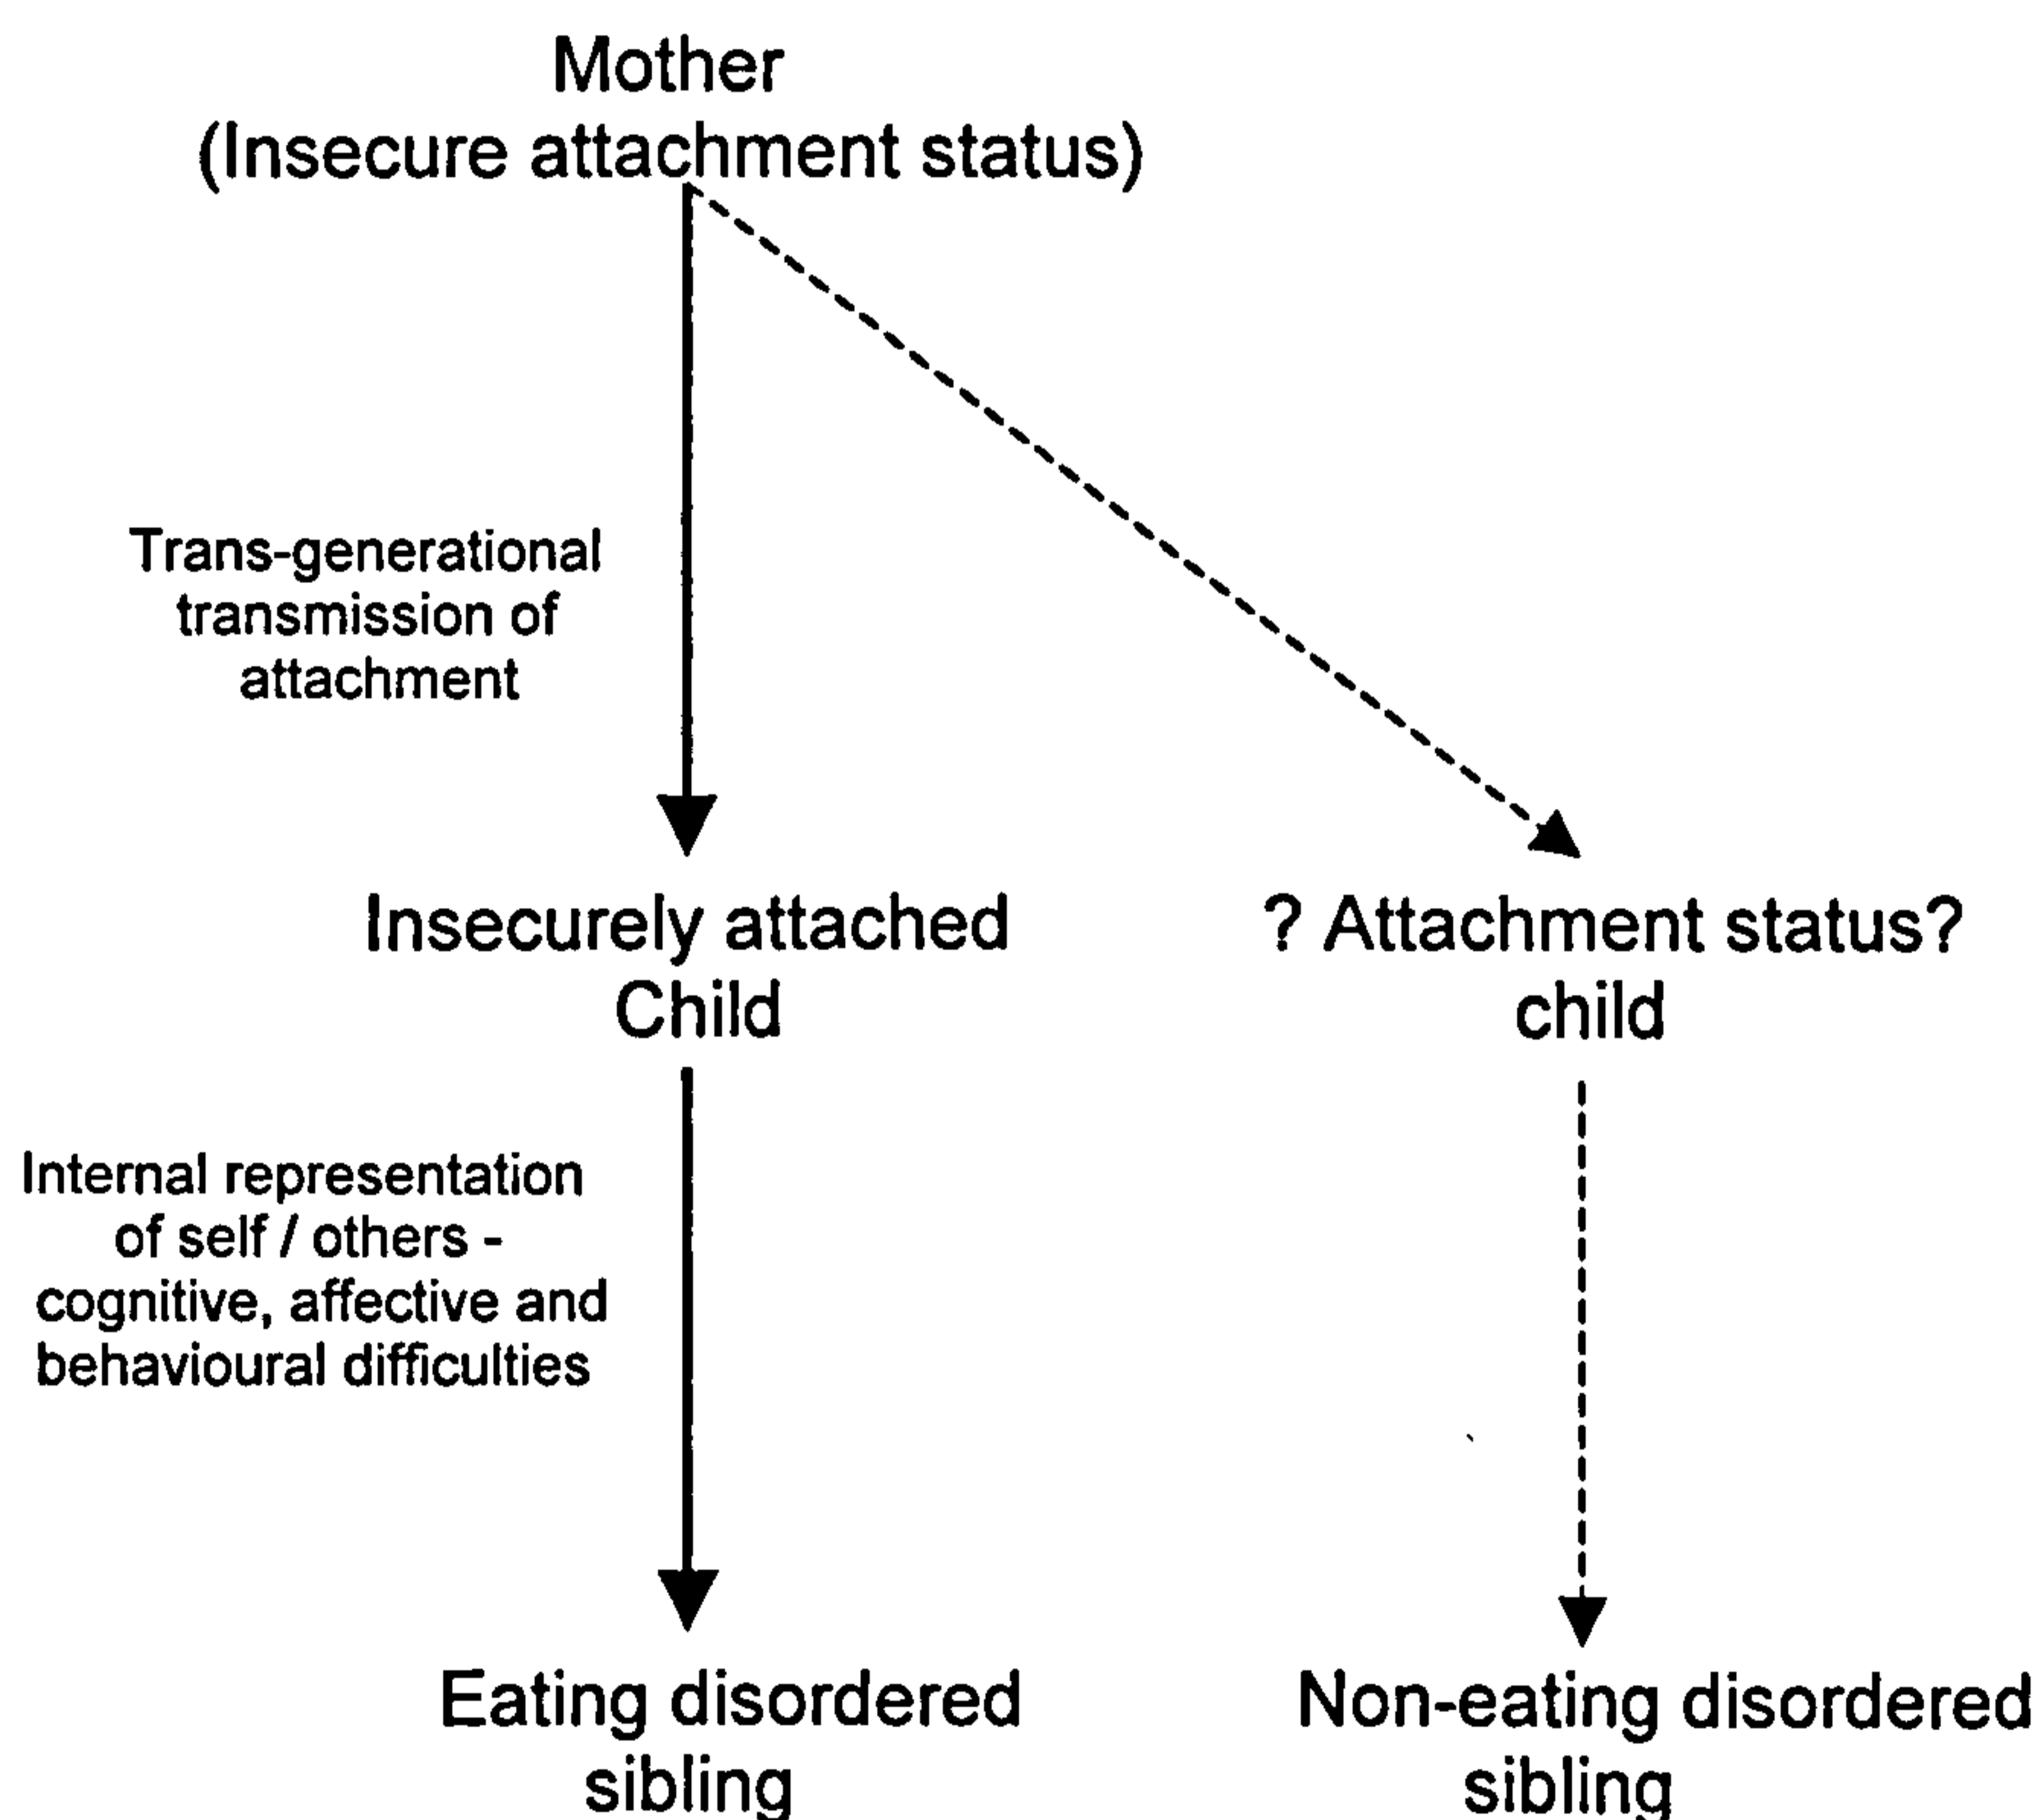 Mother
(Insecure attachment status)
Trans-generational
transmission of
attachment
Insecurely attached
Child
? Attachment status?
child
Internal representation
of self / others -
cognitive, affective and
behavioural difficulties
Eating disordered
sibling
Non-eating disordered
sibling